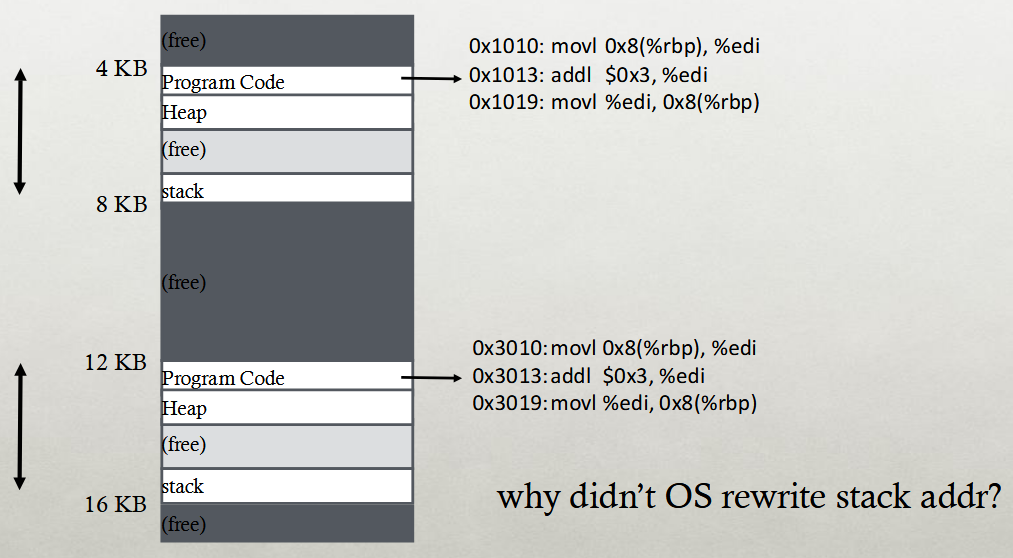 (free)
4 KB
Program Code
0x1010: movl 0x8(%rbp), %edi
0x1013: addl $0x3, %edi
0x1019: movl %edi, 0x8(%rbp)
Heap
(free)
stack
8 KB
(free)
12 KB
Program Code
0x3010: movl 0x8(%rbp), %edi
0x3013: addl $0x3, %edi
0x3019: movl %edi, 0x8(%rbp)
Heap
(free)
stack
16 KB
(free)
why didn't OS rewrite stack addr?